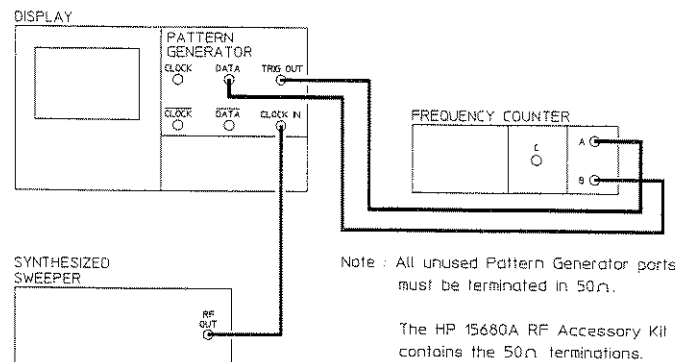 DISPLAY
PATTERN
GENERATOR
CLOCK DATA TRIG OUT
CLOCK DATA CLOCK IN
FREQUENCY COUNTER
C
A
B
SYNTHESIZED
SWEEPER
RF
OUT
Note : All unused Pattern Generator ports
must be terminated in 50Ω.
The HP 15680A RF Accessory Kit
contains the 50Ω terminations.